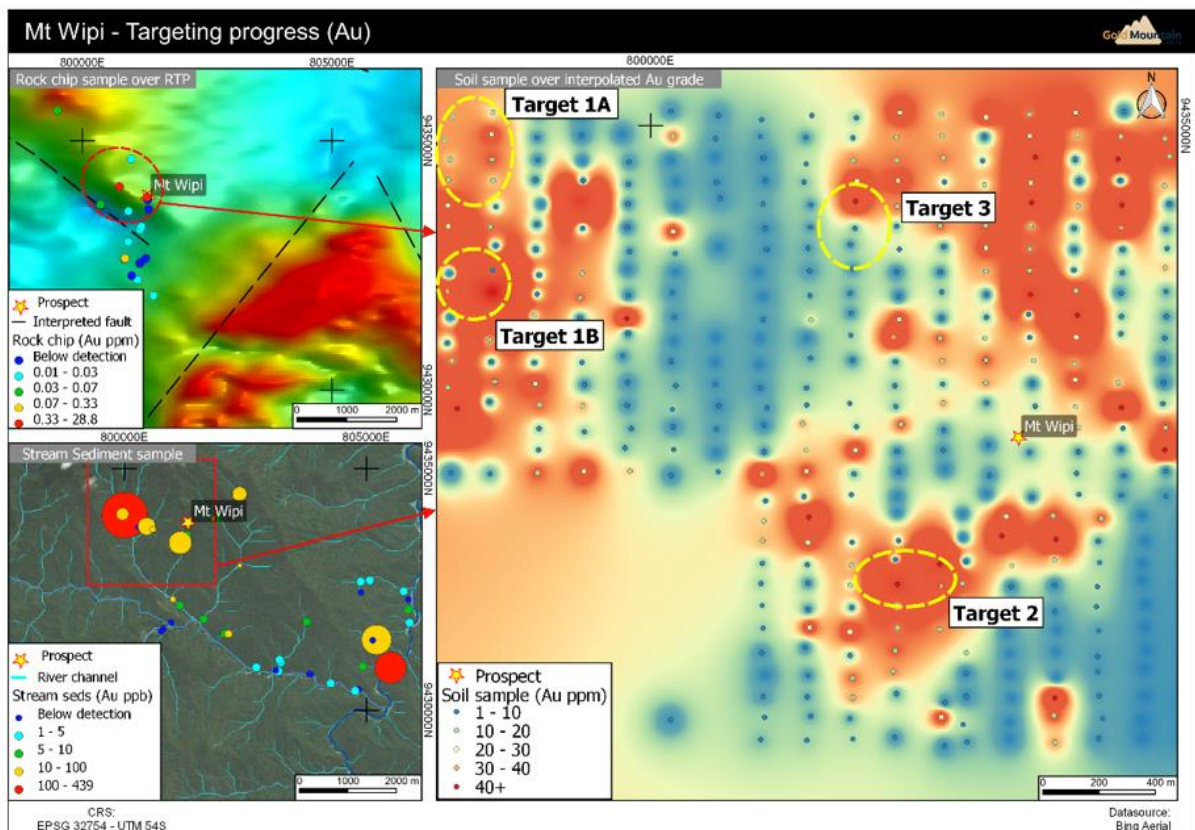 Mt Wipi - Targeting progress (Au)
Gold Mountain
800000E
805000E
Rock chip sample over RTP
9435000N
Mt Wipi
Prospect
Interpreted fault
Rock chip (Au ppm)
Below detection
0.01 - 0.03
0.03 - 0.07
0.07 - 0.33
0.33 - 28.8
9430000N
0 1000 2000 m
800000E
805000E
Stream Sediment sample
9435000N
Mt Wipi
Prospect
River channel
Stream seds (Au ppb)
Below detection
1 - 5
5 - 10
10 - 100
100 - 439
9430000N
0 1000 2000 m
800000E
Soil sample over interpolated Au grade
N
9435000N
Target 1A
Target 3
Target 1B
Mt Wipi
Target 2
Prospect
Soil sample (Au ppm)
1 - 10
10 - 20
20 - 30
30 - 40
40+
0 200 400 m
CRS:
EPSG 32754 - UTM 54S
Datasource:
Bing Aerial